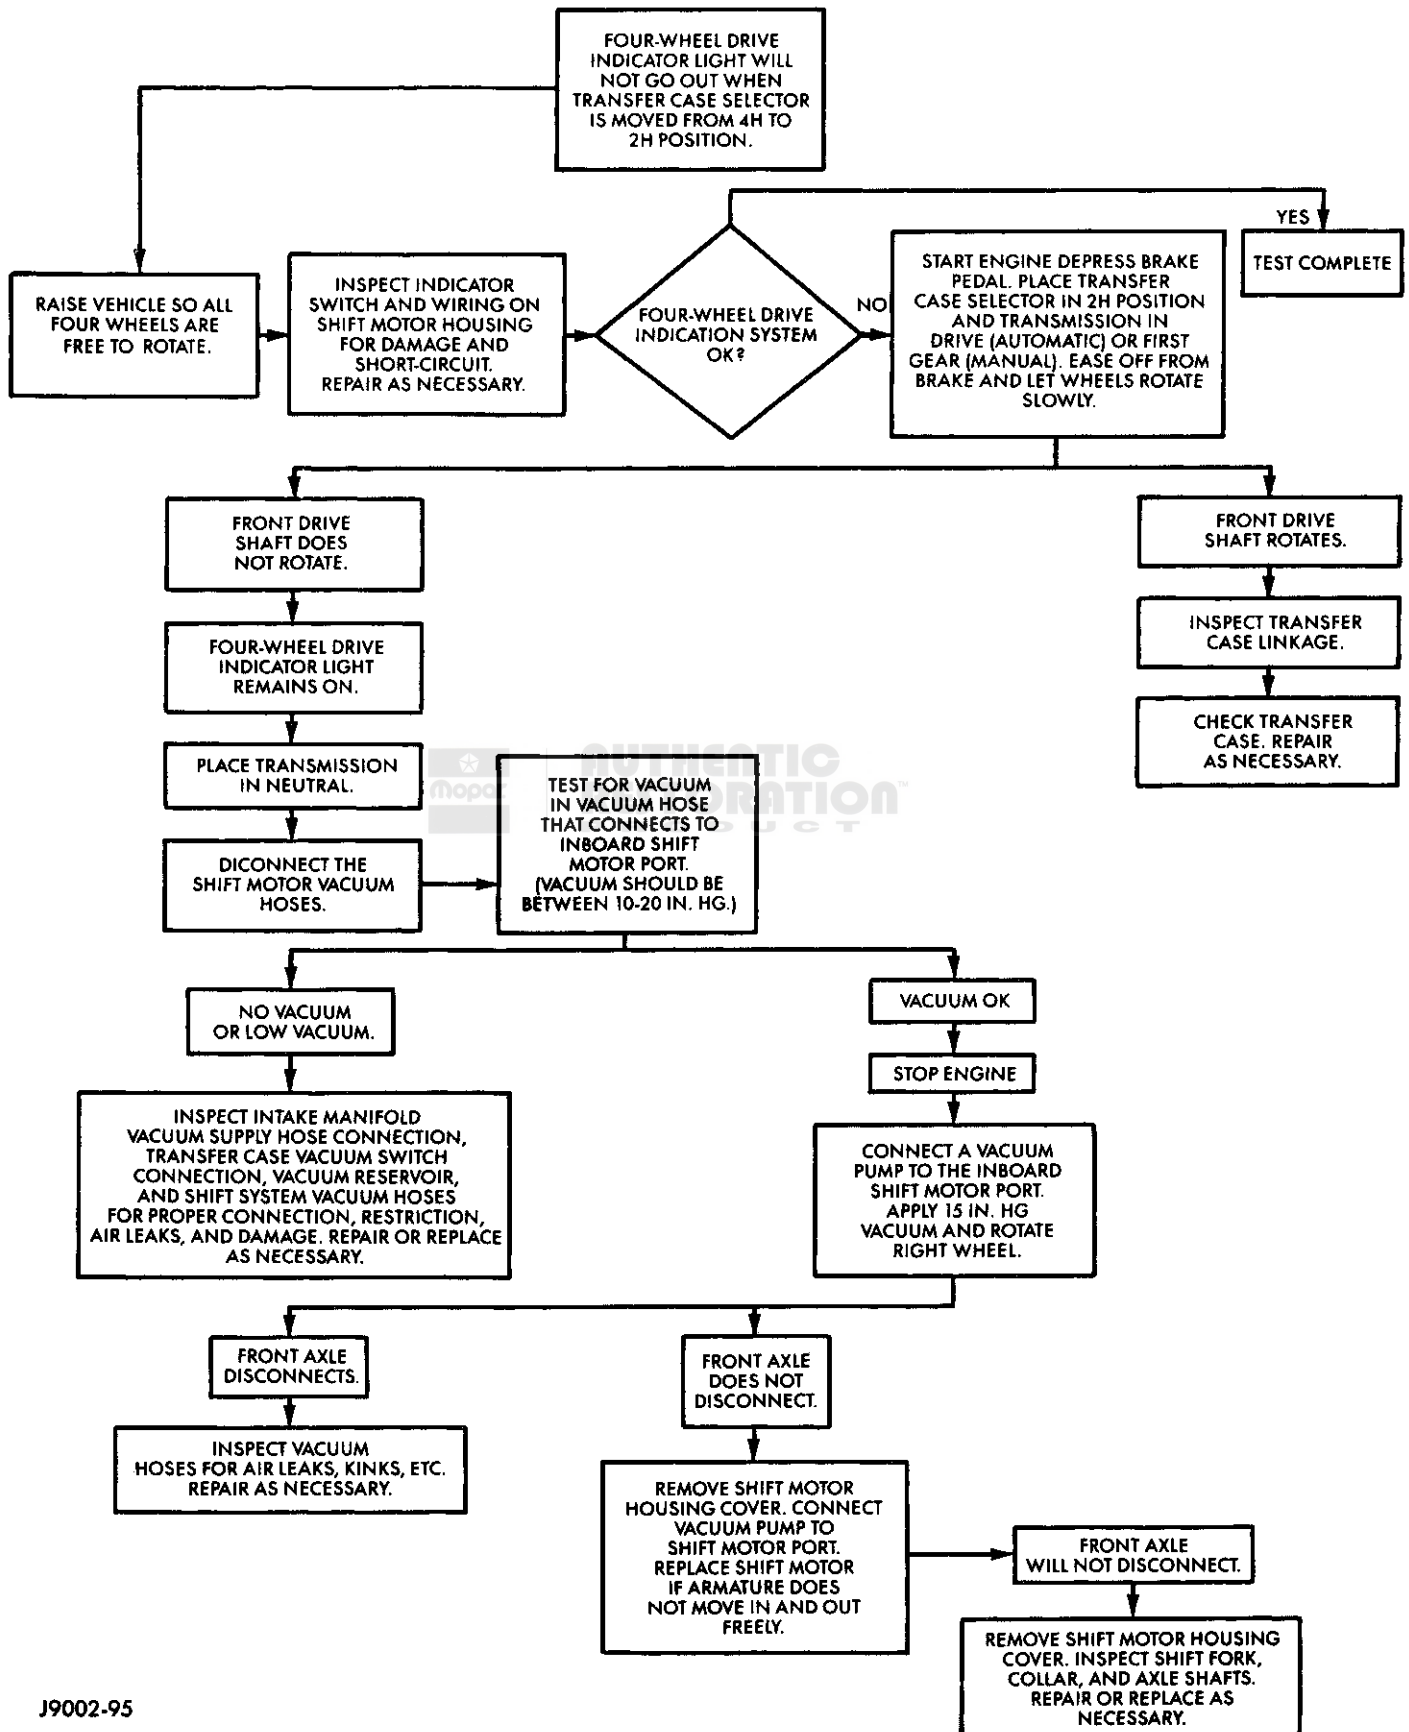 FOUR-WHEEL DRIVE
INDICATOR LIGHT WILL
NOT GO OUT WHEN
TRANSFER CASE SELECTOR
IS MOVED FROM 4H TO
2H POSITION.
RAISE VEHICLE SO ALL
FOUR WHEELS ARE
FREE TO ROTATE.
INSPECT INDICATOR
SWITCH AND WIRING ON
SHIFT MOTOR HOUSING
FOR DAMAGE AND
SHORT-CIRCUIT.
REPAIR AS NECESSARY.
FOUR-WHEEL DRIVE
INDICATION SYSTEM
OK?
YES
TEST COMPLETE
NO
START ENGINE DEPRESS BRAKE
PEDAL. PLACE TRANSFER
CASE SELECTOR IN 2H POSITION
AND TRANSMISSION IN
DRIVE (AUTOMATIC) OR FIRST
GEAR (MANUAL). EASE OFF FROM
BRAKE AND LET WHEELS ROTATE
SLOWLY.
FRONT DRIVE
SHAFT DOES
NOT ROTATE.
FOUR-WHEEL DRIVE
INDICATOR LIGHT
REMAINS ON.
PLACE TRANSMISSION
IN NEUTRAL.
DICONNECT THE
SHIFT MOTOR VACUUM
HOSES.
FRONT DRIVE
SHAFT ROTATES.
INSPECT TRANSFER
CASE LINKAGE.
CHECK TRANSFER
CASE. REPAIR
AS NECESSARY.
Mopar
AUTHENTIC
TEST FOR VACUUM
IN VACUUM HOSE
THAT CONNECTS TO
INBOARD SHIFT
MOTOR PORT.
(VACUUM SHOULD BE
BETWEEN 10-20 IN. HG.)
NO VACUUM
OR LOW VACUUM.
INSPECT INTAKE MANIFOLD
VACUUM SUPPLY HOSE CONNECTION,
TRANSFER CASE VACUUM SWITCH
CONNECTION, VACUUM RESERVOIR,
AND SHIFT SYSTEM VACUUM HOSES
FOR PROPER CONNECTION, RESTRICTION,
AIR LEAKS, AND DAMAGE. REPAIR OR REPLACE
AS NECESSARY.
VACUUM OK
STOP ENGINE
CONNECT A VACUUM
PUMP TO THE INBOARD
SHIFT MOTOR PORT.
APPLY 15 IN. HG
VACUUM AND ROTATE
RIGHT WHEEL.
FRONT AXLE
DISCONNECTS.
INSPECT VACUUM
HOSES FOR AIR LEAKS, KINKS, ETC.
REPAIR AS NECESSARY.
FRONT AXLE
DOES NOT
DISCONNECT.
REMOVE SHIFT MOTOR
HOUSING COVER. CONNECT
VACUUM PUMP TO
SHIFT MOTOR PORT.
REPLACE SHIFT MOTOR
IF ARMATURE DOES
NOT MOVE IN AND OUT
FREELY.
FRONT AXLE
WILL NOT DISCONNECT.
REMOVE SHIFT MOTOR HOUSING
COVER. INSPECT SHIFT FORK,
COLLAR, AND AXLE SHAFTS.
REPAIR OR REPLACE AS
NECESSARY.
J9002-95